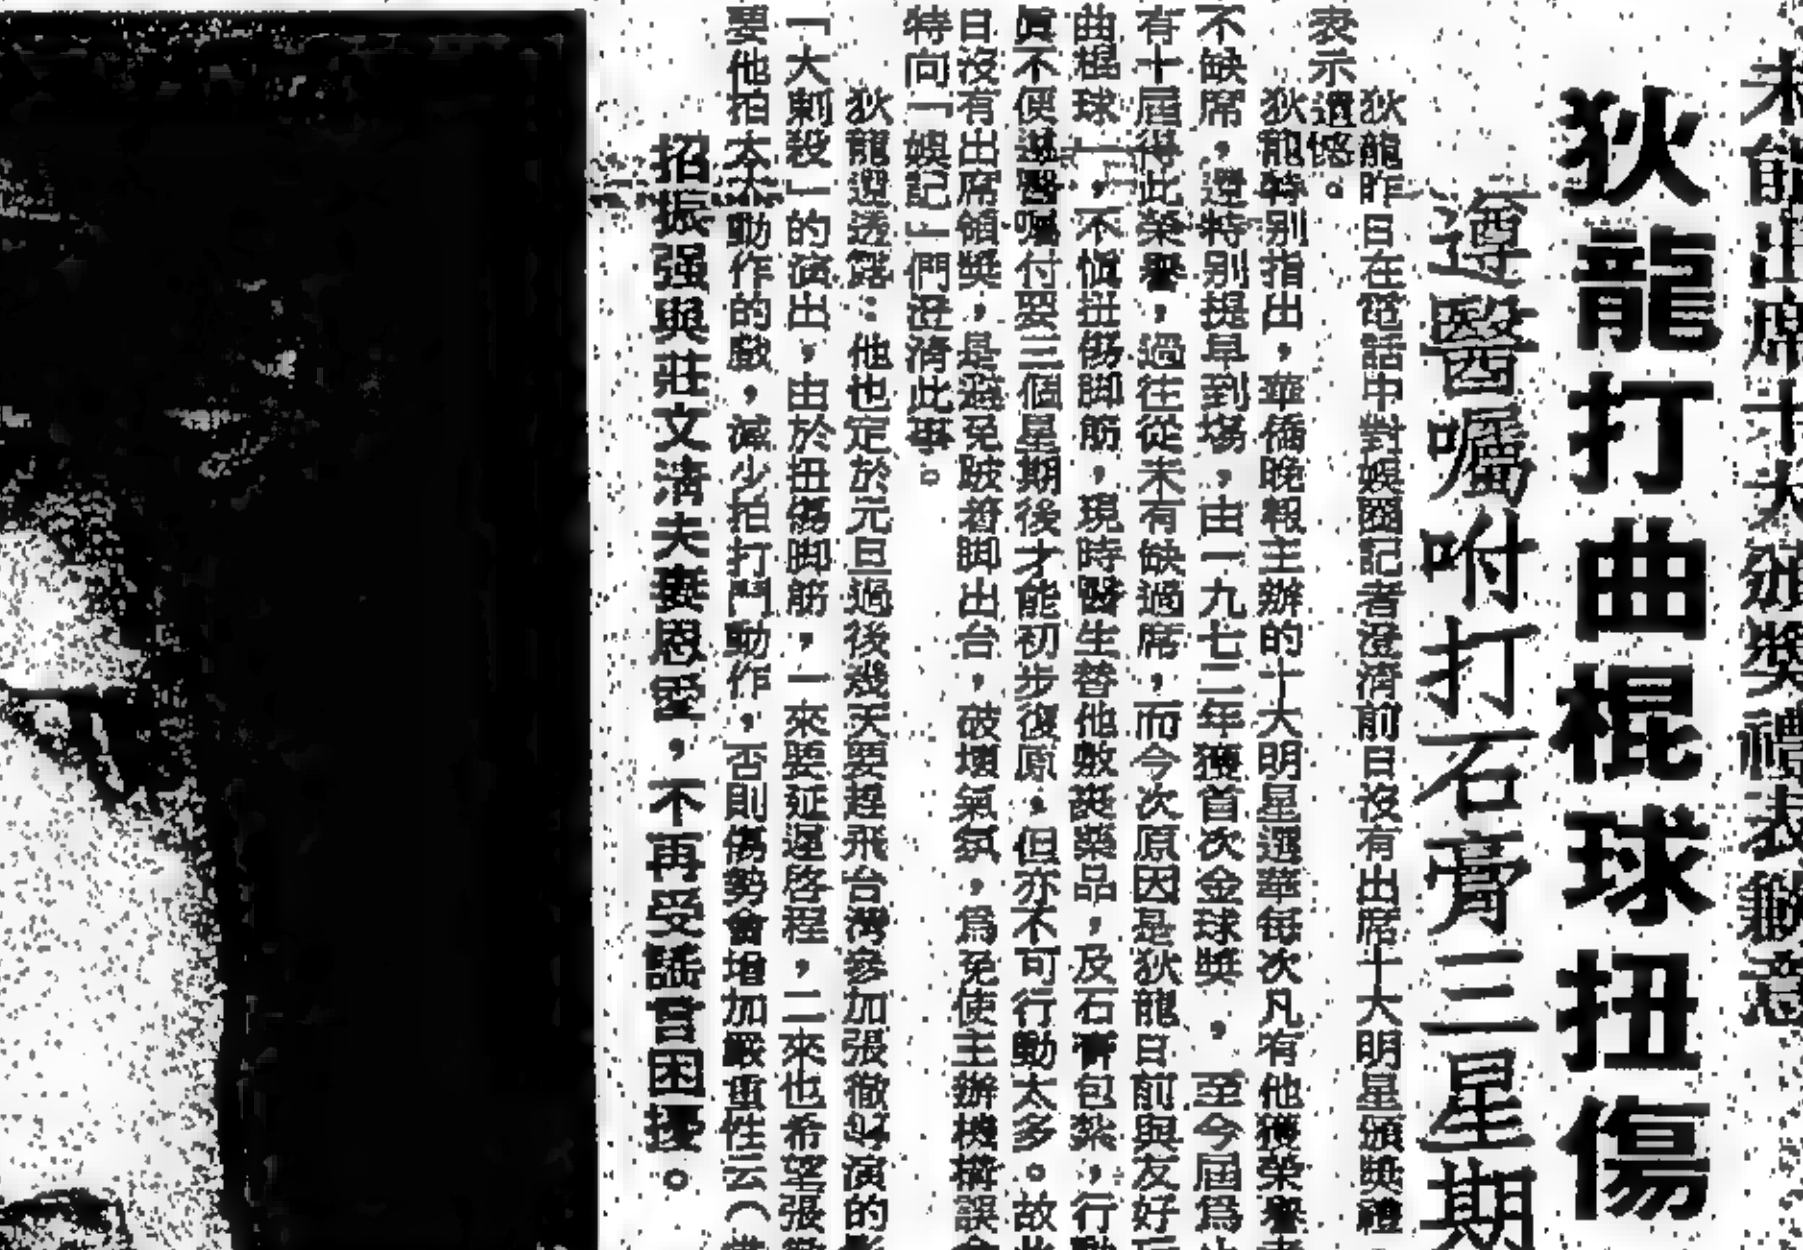 未能出席十大頒獎禮表歉意
狄龍打曲棍球扭傷
遵醫囑咐打石膏三星期
狄龍昨日在電話中對娛圈記者澄清前日沒有出席十大明星頒獎禮，
表示遺憾。
狄龍特别指出，華僑晚報主辦的十大明星選舉每次凡有他獲榮譽
不缺席，還特别提早到場，由一九七二年獲首次金球獎，至今屆爲止
有十屆得此榮譽，過往從未有缺過席，而今次原因是狄龍日前與友好
曲棍球」，不愼扭傷脚筋，現時醫生替他敷藥品，及石膏包紮，行動
眞不便遵醫囑付要三個星期後才能初步復原，但亦不可行動太多。故此
日沒有出席領獎，是避免跛着脚出台，破壞氣氛，爲免使主辦機構誤會
特向「娛記」們澄清此事。
狄龍還透露：他也定於元旦過後幾天要趕飛台灣參加張徹導演的
「大刺殺」的演出，由於扭傷脚筋，一來要延遲啓程，二來也希望張
要他拍太多動作的戲，減少拍打鬥動作，否則傷勢會增加嚴重性云（
招振强與莊文清夫妻恩愛，不再受謠言困擾。